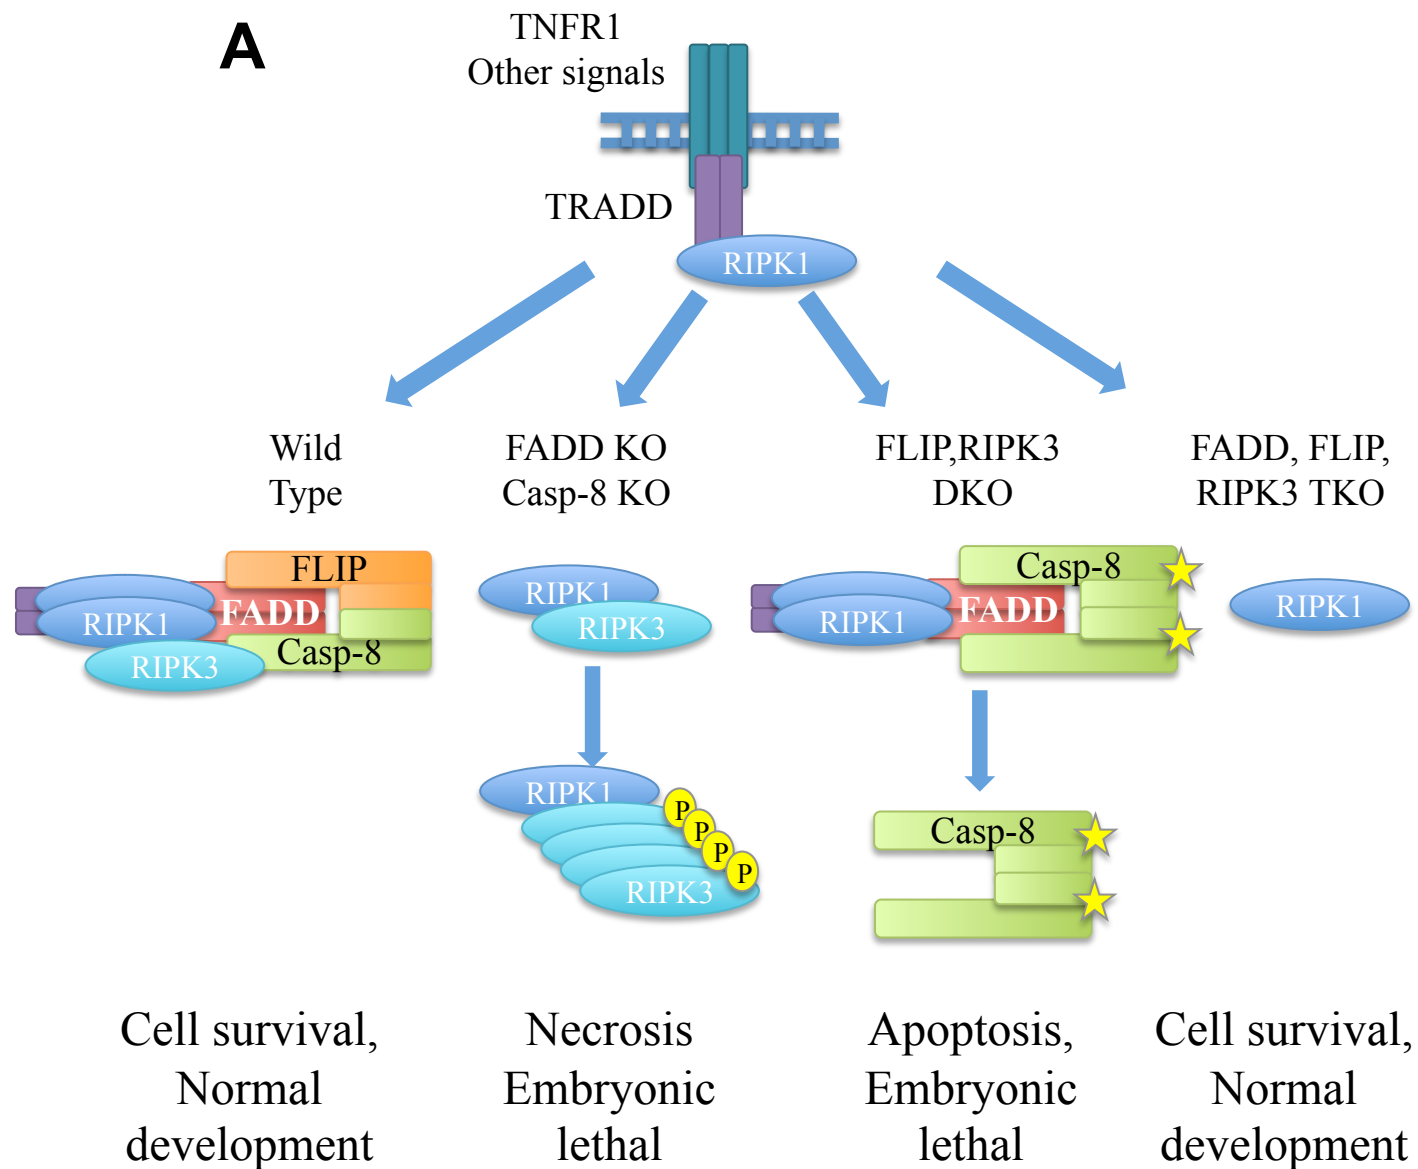 A
TNFR1
Other signals
TRADD
RIPK1
Wild
Type
FADD KO
Casp-8 KO
FLIP,RIPK3
DKO
FADD, FLIP,
RIPK3 TKO
FLIP
FADD
RIPK1
Casp-8
RIPK3
RIPK1
RIPK3
RIPK1
P
P
P
P
RIPK3
Casp-8
FADD
RIPK1
Casp-8
RIPK1
Cell survival,
Normal
development
Necrosis
Embryonic
lethal
Apoptosis,
Embryonic
lethal
Cell survival,
Normal
development